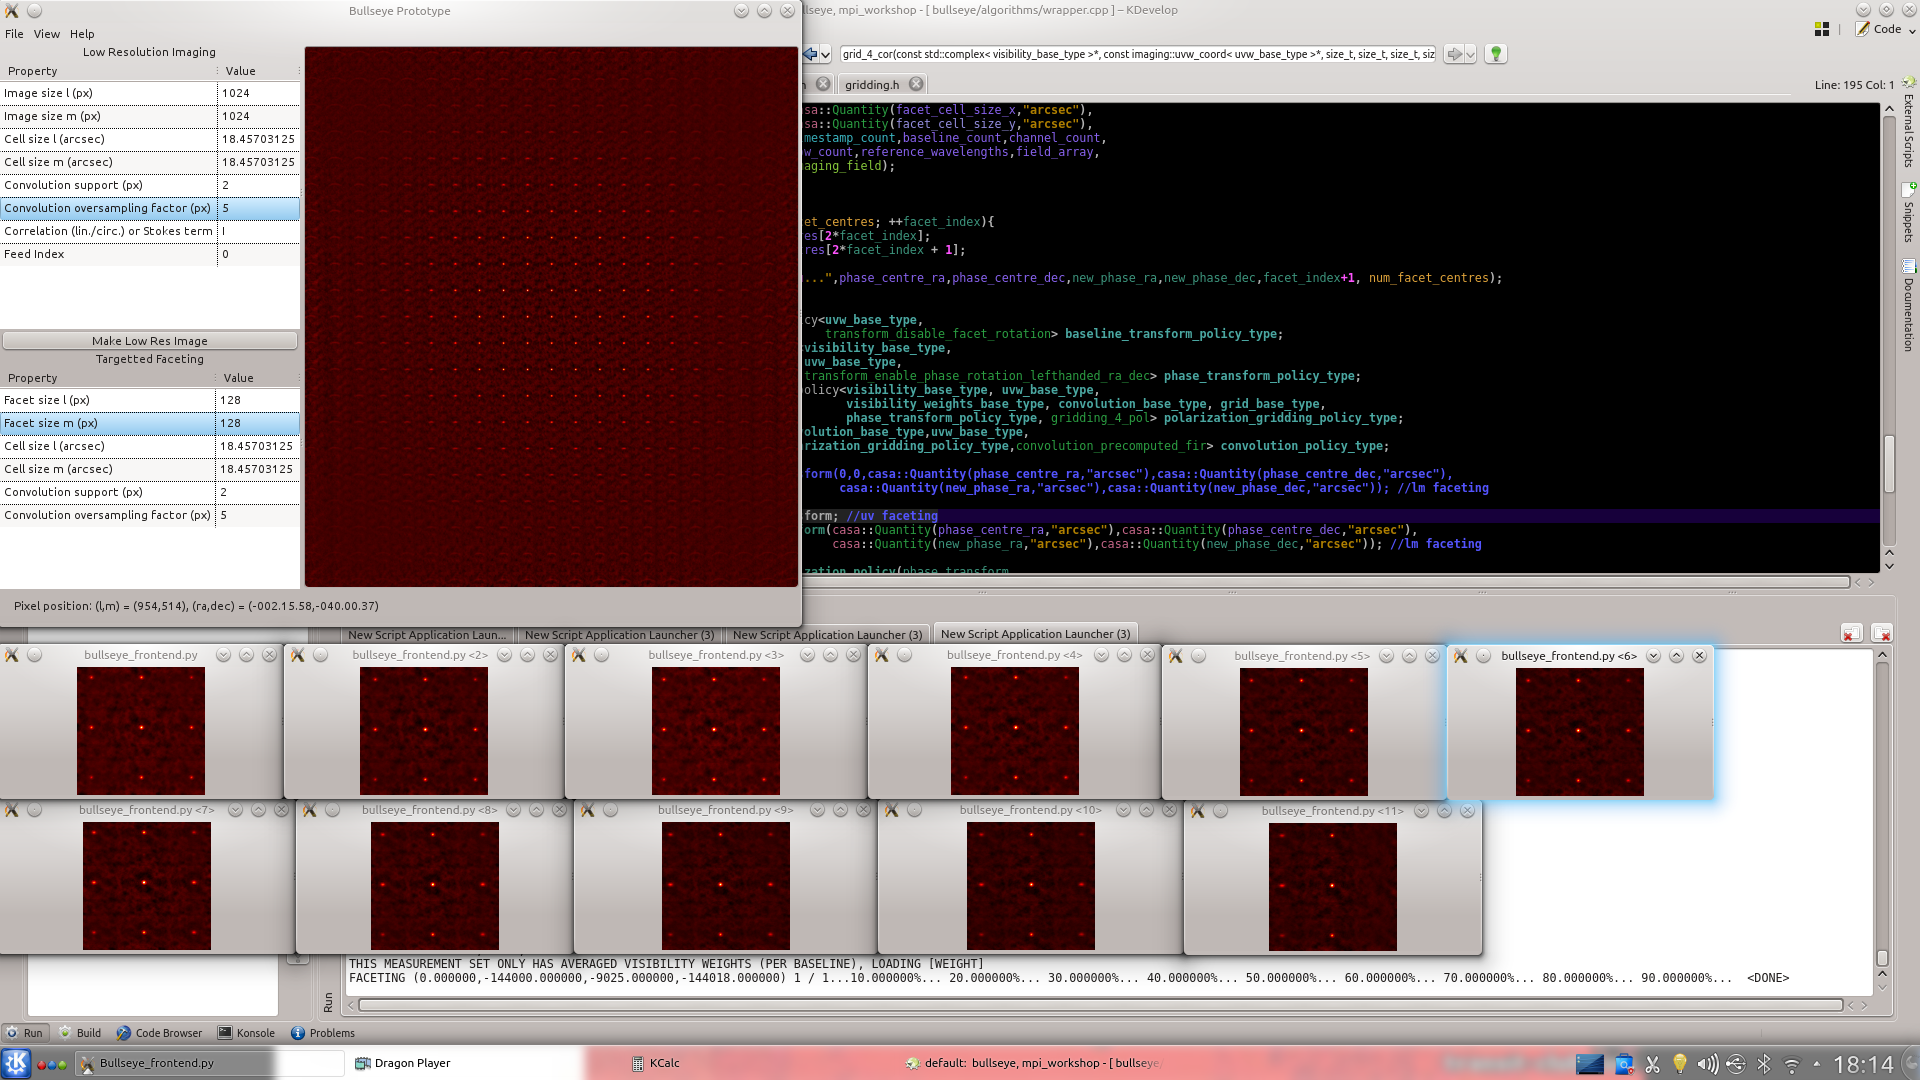 Bullseye Prototype
File View Help
Low Resolution Imaging
Property Value
Image size l (px) 1024
Image size m (px) 1024
Cell size l (arcsec) 18.45703125
Cell size m (arcsec) 18.45703125
Convolution support (px) 2
Convolution oversampling factor (px) 5
Correlation (lin./circ.) or Stokes term I
Feed Index 0
Make Low Res Image
Targetted Faceting
Property Value
Facet size l (px) 128
Facet size m (px) 128
Cell size l (arcsec) 18.45703125
Cell size m (arcsec) 18.45703125
Convolution support (px) 2
Convolution oversampling factor (px) 5
Pixel position: (l,m) = (954,514), (ra,dec) = (-002.15.58,-040.00.37)
lseye, mpi_workshop - [ bullseye/algorithms/wrapper.cpp ] – KDevelop
Code
grid_4_cor(const std::complex< visibility_base_type >*, const imaging::uvw_coord< uvw_base_type >*, size_t, size_t, size_t, siz
gridding.h
Line: 195 Col: 1
External Scripts
Snippets
Documentation
sa::Quantity(facet_cell_size_x,"arcsec"),
sa::Quantity(facet_cell_size_y,"arcsec"),
mestamp_count,baseline_count,channel_count,
w_count,reference_wavelengths,field_array,
aging_field);
et_centres; ++facet_index){
es[2*facet_index];
res[2*facet_index + 1];
...",phase_centre_ra,phase_centre_dec,new_phase_ra,new_phase_dec,facet_index+1, num_facet_centres);
cy<uvw_base_type,
transform_disable_facet_rotation> baseline_transform_policy_type;
visibility_base_type,
uvw_base_type,
transform_enable_phase_rotation_lefthanded_ra_dec> phase_transform_policy_type;
olicy<visibility_base_type, uvw_base_type,
visibility_weights_base_type, convolution_base_type, grid_base_type,
phase_transform_policy_type, gridding_4_pol> polarization_gridding_policy_type;
olution_base_type,uvw_base_type,
rization_gridding_policy_type,convolution_precomputed_fir> convolution_policy_type;
form(0,0,casa::Quantity(phase_centre_ra,"arcsec"),casa::Quantity(phase_centre_dec,"arcsec"),
casa::Quantity(new_phase_ra,"arcsec"),casa::Quantity(new_phase_dec,"arcsec")); //lm faceting
form; //uv faceting
orm(casa::Quantity(phase_centre_ra,"arcsec"),casa::Quantity(phase_centre_dec,"arcsec"),
casa::Quantity(new_phase_ra,"arcsec"),casa::Quantity(new_phase_dec,"arcsec")); //lm faceting
ization_policy(phase_transform
New Script Application Laun... New Script Application Launcher (3) New Script Application Launcher (3) New Script Application Launcher (3)
bullseye_frontend.py bullseye_frontend.py <2> bullseye_frontend.py <3> bullseye_frontend.py <4> bullseye_frontend.py <5> bullseye_frontend.py <6>
bullseye_frontend.py <7> bullseye_frontend.py <8> bullseye_frontend.py <9> bullseye_frontend.py <10> bullseye_frontend.py <11>
THIS MEASUREMENT SET ONLY HAS AVERAGED VISIBILITY WEIGHTS (PER BASELINE), LOADING [WEIGHT]
FACETING (0.000000,-144000.000000,-9025.000000,-144018.000000) 1 / 1...10.000000%... 20.000000%... 30.000000%... 40.000000%... 50.000000%... 60.000000%... 70.000000%... 80.000000%... 90.000000%... <DONE>
Run
Run Build Code Browser Konsole Problems
Bullseye_frontend.py Dragon Player KCalc default: bullseye, mpi_workshop - [ bullseye/ 18:14